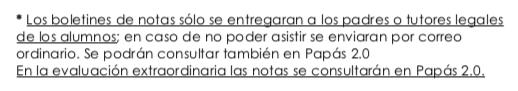 * Los boletines de notas sólo se entregaran a los padres o tutores legales
de los alumnos; en caso de no poder asistir se enviaran por correo
ordinario. Se podrán consultar también en Papás 2.0
En la evaluación extraordinaria las notas se consultarán en Papás 2.0.